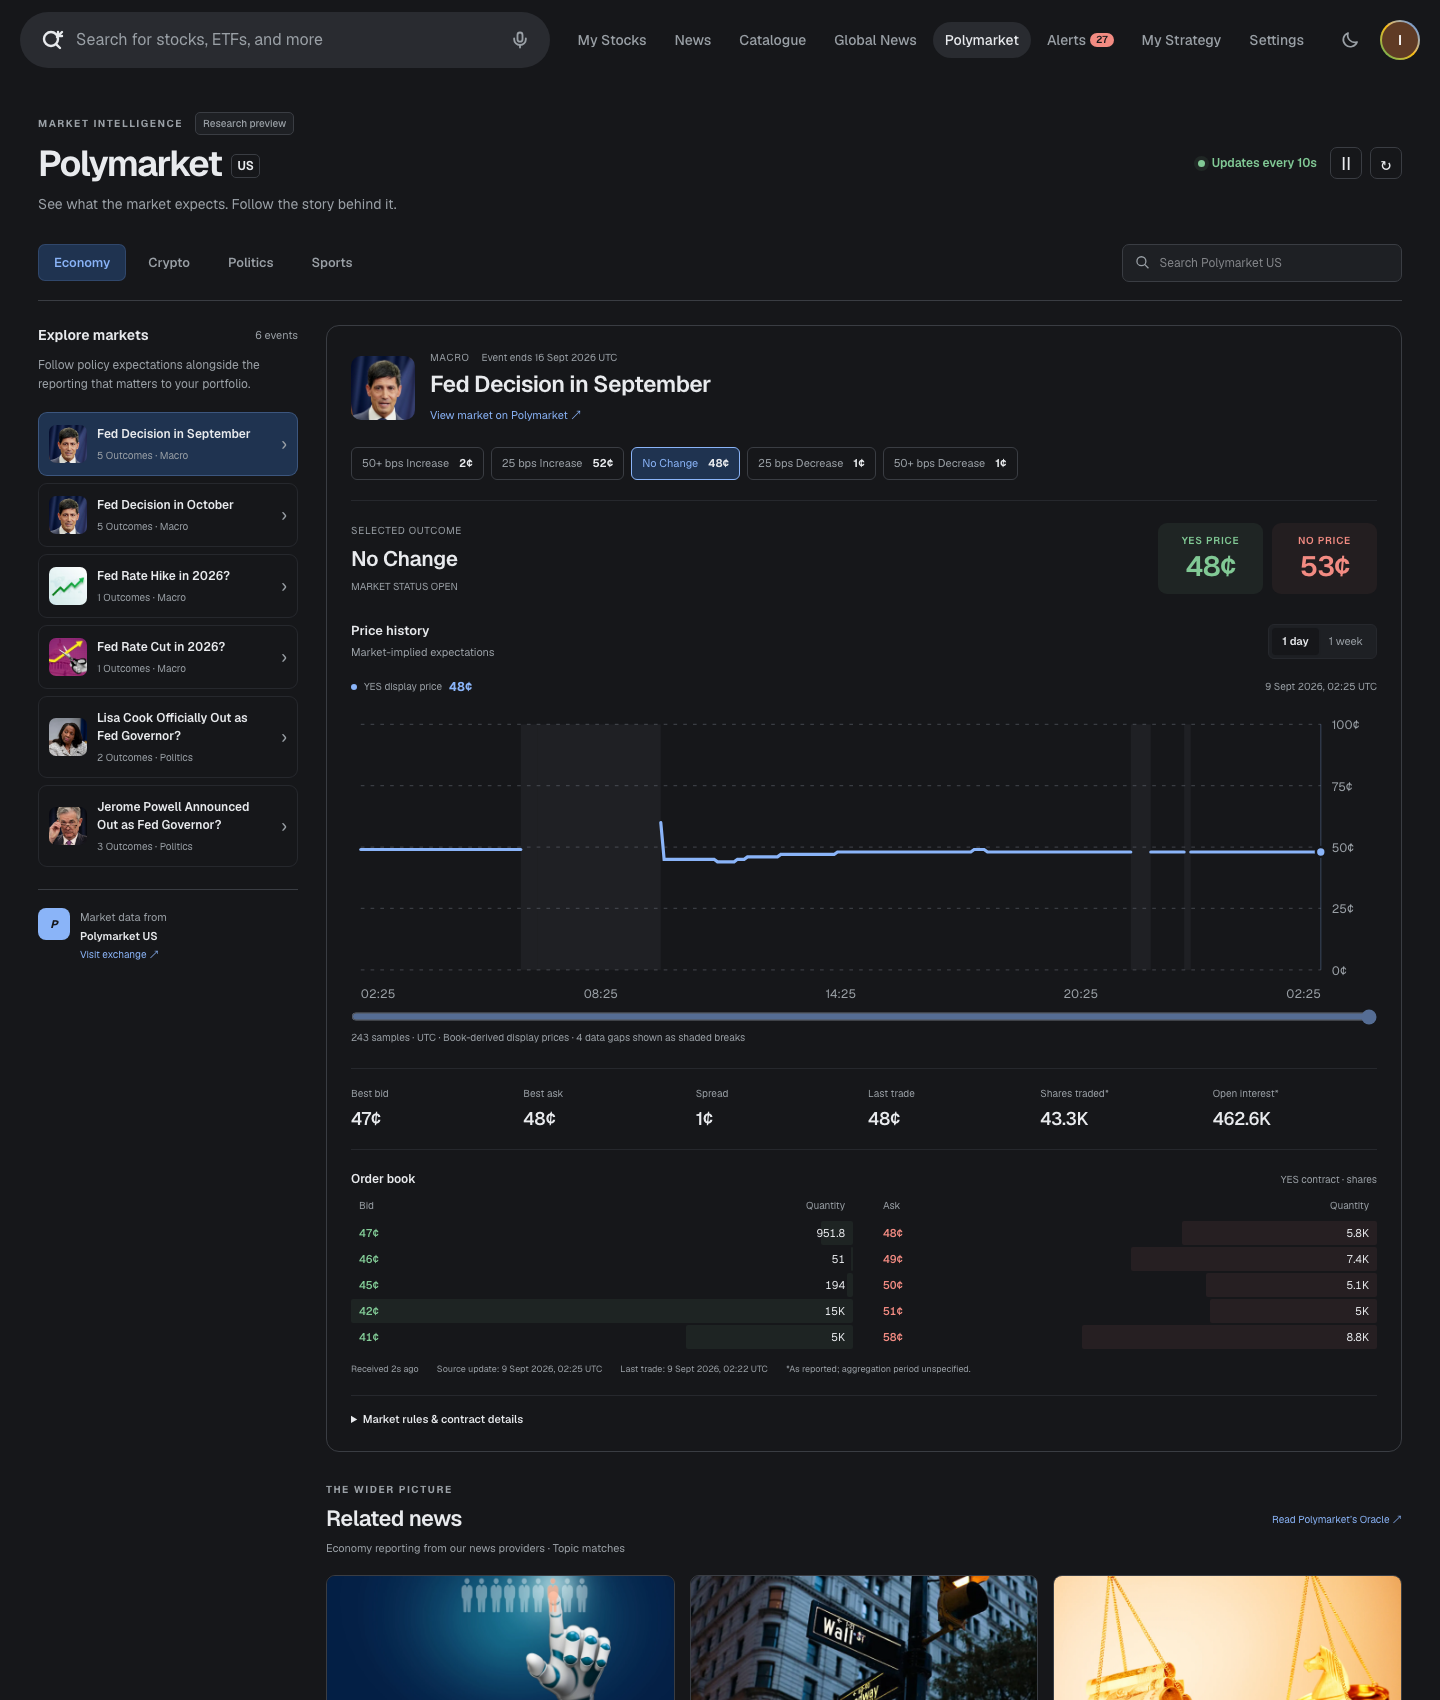 Search for stocks, ETFs, and more
My Stocks
News
Catalogue
Global News
Polymarket
Alerts 27
My Strategy
Settings
I
MARKET INTELLIGENCE
Research preview
Polymarket US
Updates every 10s
See what the market expects. Follow the story behind it.
Economy
Crypto
Politics
Sports
Search Polymarket US
Explore markets
6 events
Follow policy expectations alongside the
reporting that matters to your portfolio.
Fed Decision in September
5 Outcomes · Macro
Fed Decision in October
5 Outcomes · Macro
Fed Rate Hike in 2026?
1 Outcomes · Macro
Fed Rate Cut in 2026?
1 Outcomes · Macro
Lisa Cook Officially Out as
Fed Governor?
2 Outcomes · Politics
Jerome Powell Announced
Out as Fed Governor?
3 Outcomes · Politics
P
Market data from
Polymarket US
Visit exchange ↗
MACRO
Event ends 16 Sept 2026 UTC
Fed Decision in September
View market on Polymarket ↗
50+ bps Increase 2¢
25 bps Increase 52¢
No Change 48¢
25 bps Decrease 1¢
50+ bps Decrease 1¢
SELECTED OUTCOME
No Change
MARKET STATUS OPEN
YES PRICE
48¢
NO PRICE
53¢
Price history
Market-implied expectations
1 day
1 week
YES display price 48¢
9 Sept 2026, 02:25 UTC
100¢
75¢
50¢
25¢
0¢
02:25
08:25
14:25
20:25
02:25
243 samples · UTC · Book-derived display prices · 4 data gaps shown as shaded breaks
Best bid
47¢
Best ask
48¢
Spread
1¢
Last trade
48¢
Shares traded*
43.3K
Open interest*
462.6K
Order book
YES contract · shares
Bid Quantity Ask Quantity
47¢ 951.8 48¢ 5.8K
46¢ 51 49¢ 7.4K
45¢ 194 50¢ 5.1K
42¢ 15K 51¢ 5K
41¢ 5K 58¢ 8.8K
Received 2s ago
Source update: 9 Sept 2026, 02:25 UTC
Last trade: 9 Sept 2026, 02:22 UTC
*As reported; aggregation period unspecified.
Market rules & contract details
THE WIDER PICTURE
Related news
Read Polymarket's Oracle ↗
Economy reporting from our news providers · Topic matches
Wall St